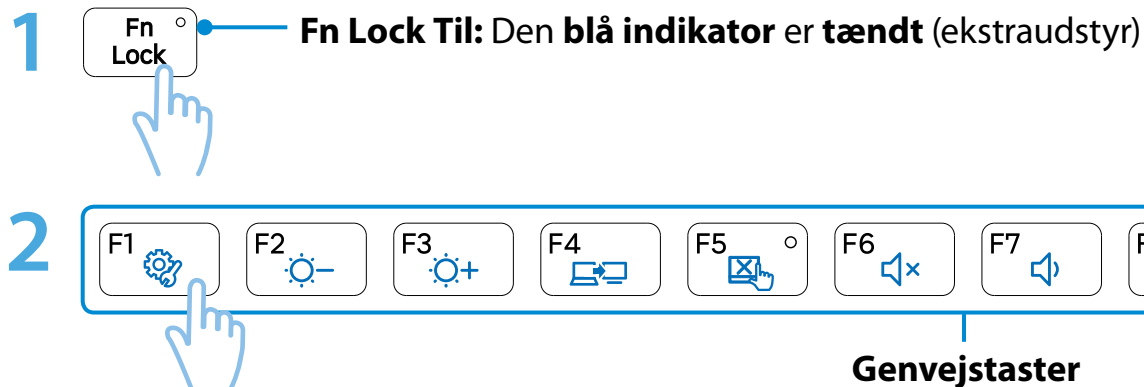 1
Fn
Lock
Fn Lock Til: Den blå indikator er tændt (ekstraudstyr)
2
F1 F2 F3 F4 F5 F6 F7
Genvejstaster